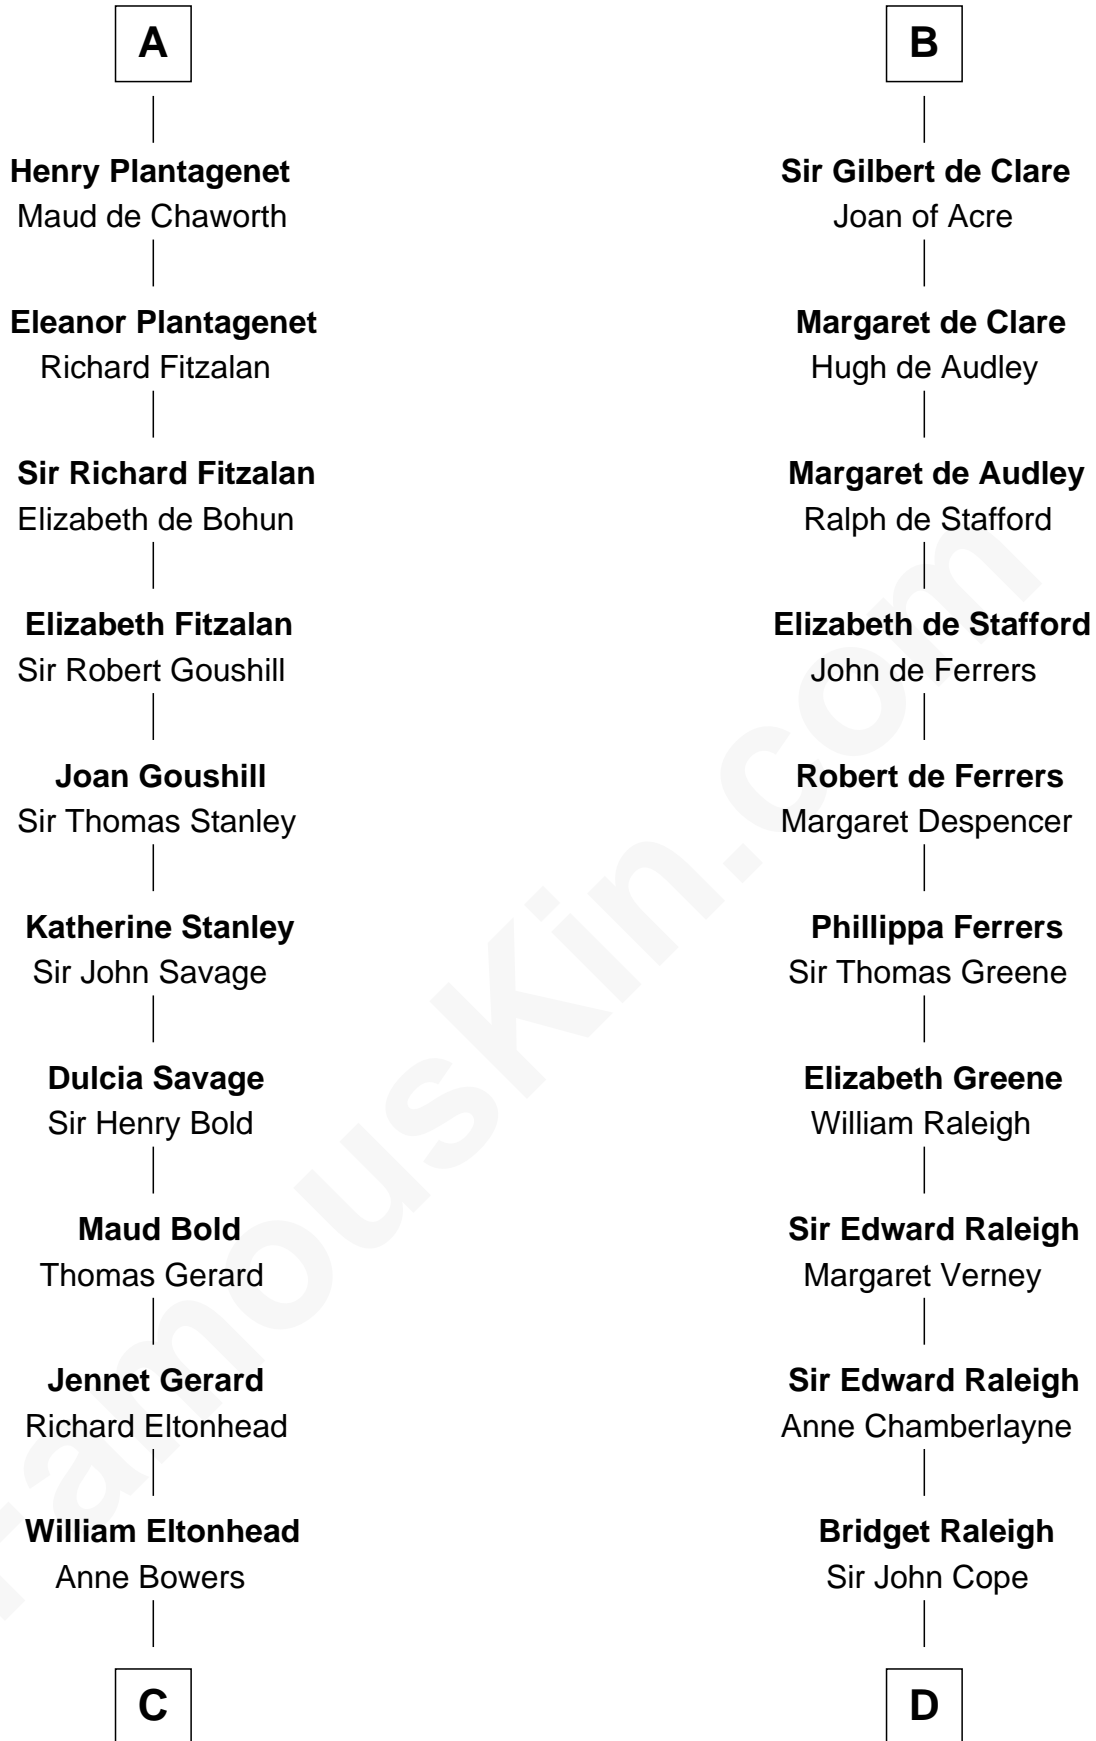 A
Henry Plantagenet
Maud de Chaworth
Eleanor Plantagenet
Richard Fitzalan
Sir Richard Fitzalan
Elizabeth de Bohun
Elizabeth Fitzalan
Sir Robert Goushill
Joan Goushill
Sir Thomas Stanley
Katherine Stanley
Sir John Savage
Dulcia Savage
Sir Henry Bold
Maud Bold
Thomas Gerard
Jennet Gerard
Richard Eltonhead
William Eltonhead
Anne Bowers
C
B
Sir Gilbert de Clare
Joan of Acre
Margaret de Clare
Hugh de Audley
Margaret de Audley
Ralph de Stafford
Elizabeth de Stafford
John de Ferrers
Robert de Ferrers
Margaret Despencer
Phillippa Ferrers
Sir Thomas Greene
Elizabeth Greene
William Raleigh
Sir Edward Raleigh
Margaret Verney
Sir Edward Raleigh
Anne Chamberlayne
Bridget Raleigh
Sir John Cope
D
FamousKin.com